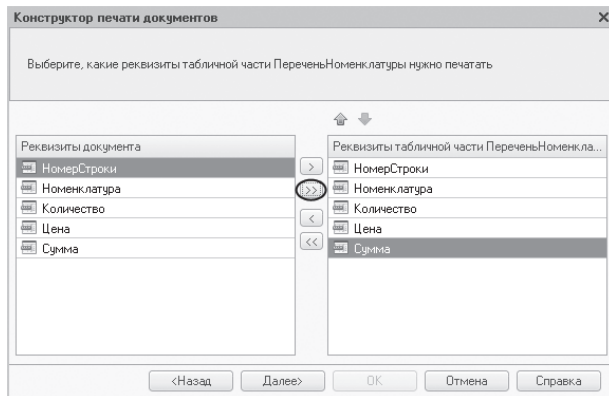 Конструктор печати документов
Выберите, какие реквизиты табличной части ПереченьНоменклатуры нужно печатать
Реквизиты документа
НомерСтроки
Номенклатура
Количество
Цена
Сумма
>
>>
<
<<
Реквизиты табличной части ПереченьНоменкла...
НомерСтроки
Номенклатура
Количество
Цена
Сумма
<Назад Далее> OK Отмена Справка